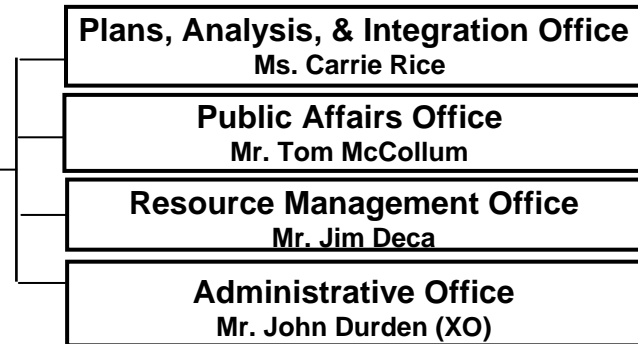 Plans, Analysis, & Integration Office
Ms. Carrie Rice
Public Affairs Office
Mr. Tom McCollum
Resource Management Office
Mr. Jim Deca
Administrative Office
Mr. John Durden (XO)